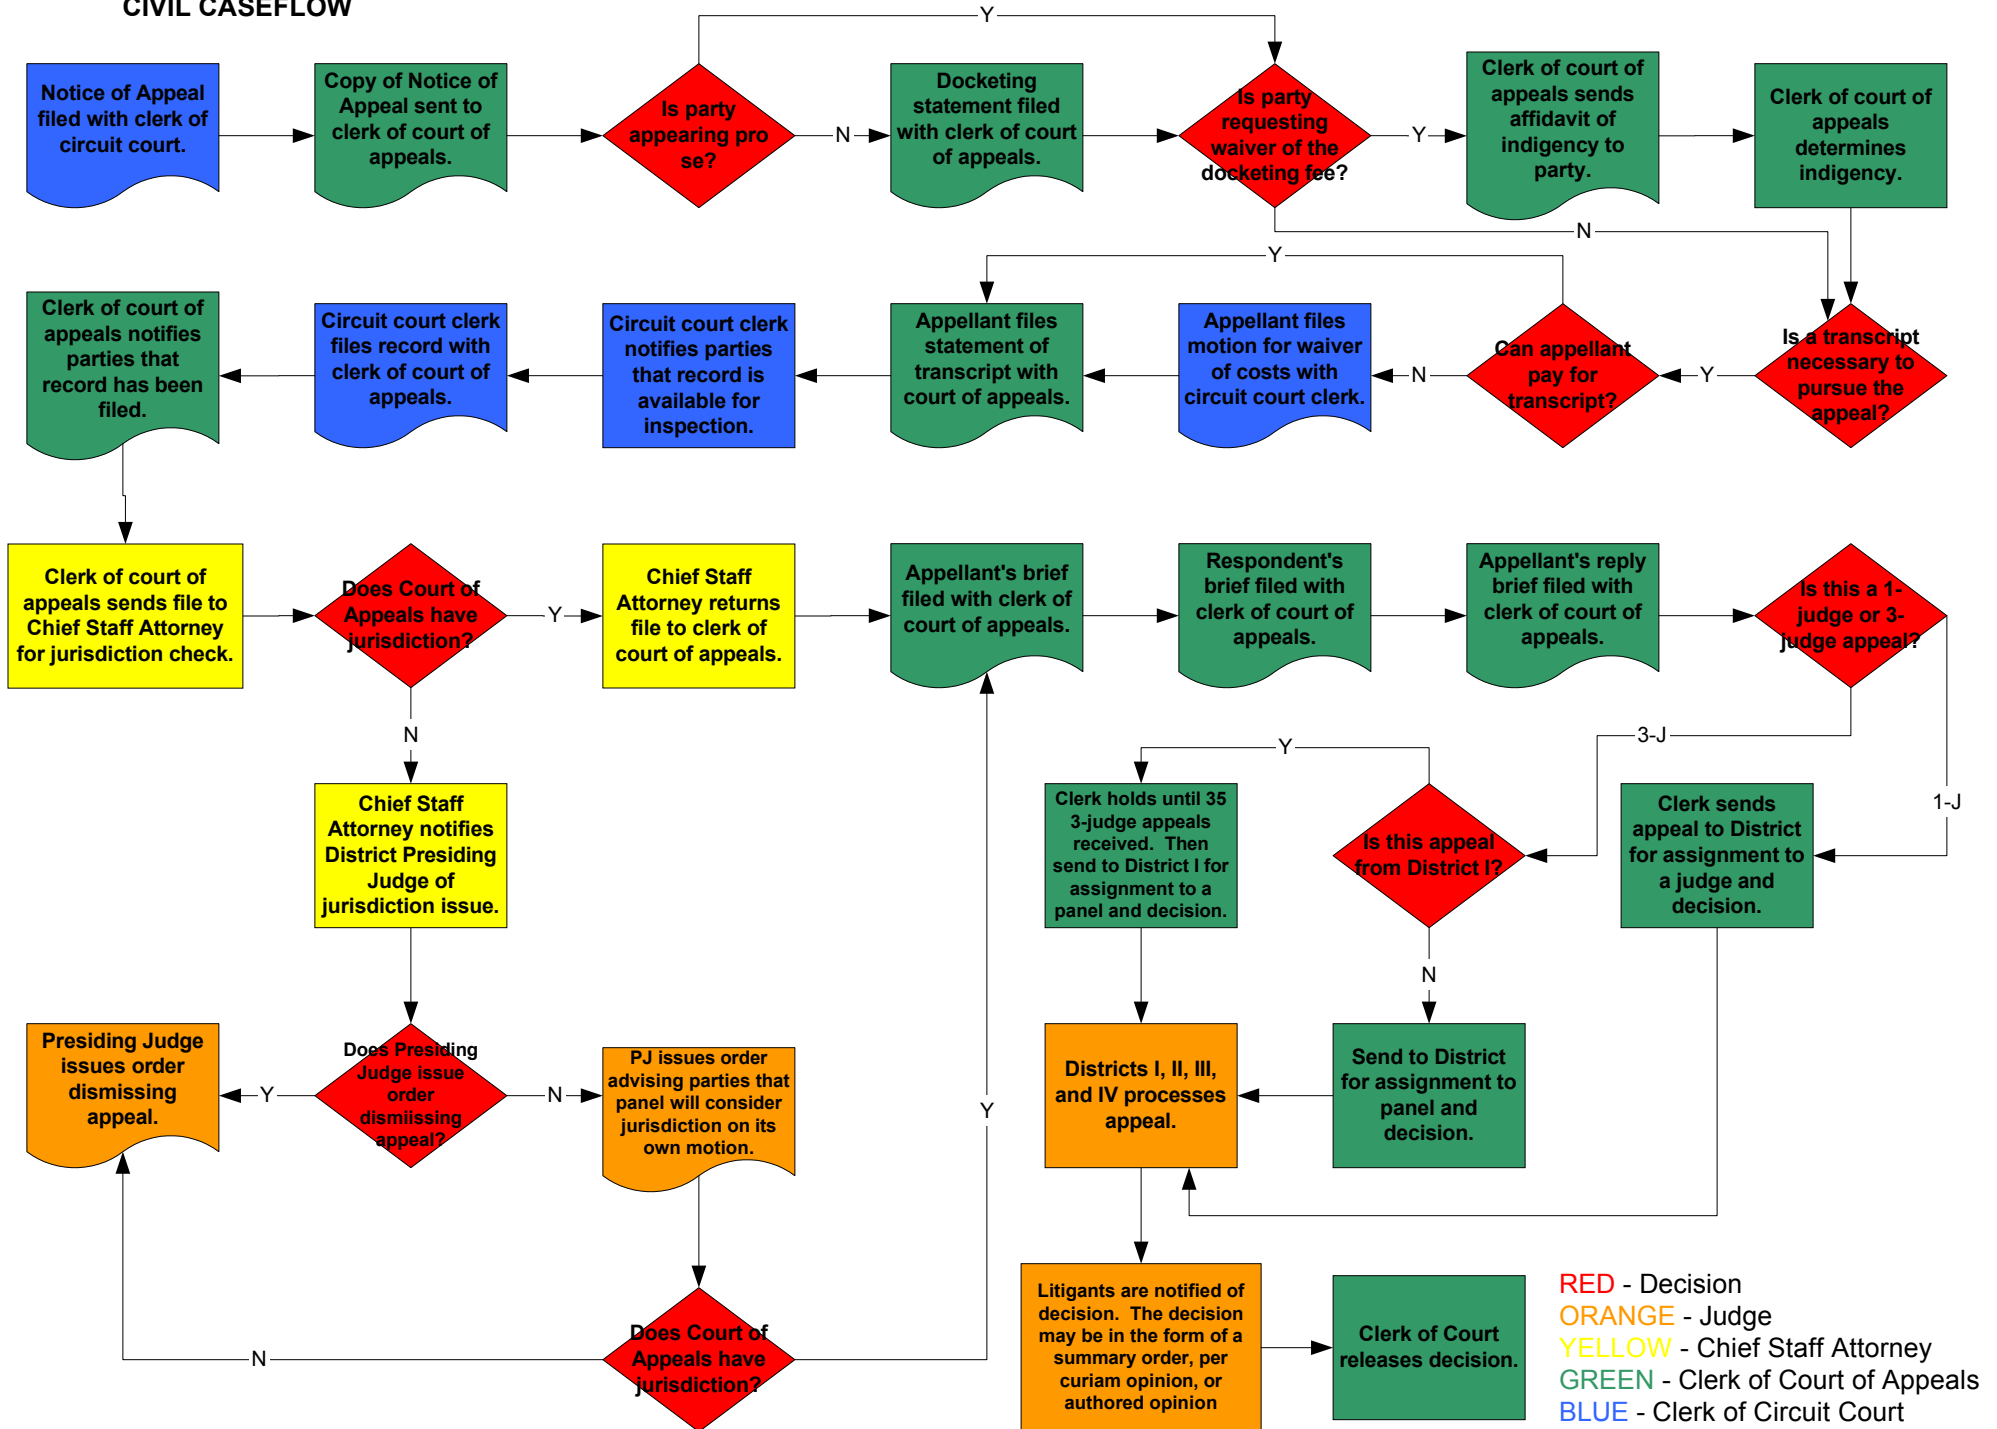 CIVIL CASEFLOW
Y
Notice of Appeal
filed with clerk of
circuit court.
Copy of Notice of
Appeal sent to
clerk of court of
appeals.
Is party
appearing pro
se?
N
Docketing
statement filed
with clerk of court
of appeals.
Is party
requesting
waiver of the
docketing fee?
Y
Clerk of court of
appeals sends
affidavit of
indigency to
party.
Clerk of court of
appeals
determines
indigency.
N
Y
Clerk of court of
appeals notifies
parties that
record has been
filed.
Circuit court clerk
files record with
clerk of court of
appeals.
Circuit court clerk
notifies parties
that record is
available for
inspection.
Appellant files
statement of
transcript with
court of appeals.
Appellant files
motion for waiver
of costs with
circuit court clerk.
N
Can appellant
pay for
transcript?
Y
Is a transcript
necessary to
pursue the
appeal?
Clerk of court of
appeals sends file to
Chief Staff Attorney
for jurisdiction check.
Does Court of
Appeals have
jurisdiction?
Y
Chief Staff
Attorney returns
file to clerk of
court of appeals.
Appellant's brief
filed with clerk of
court of appeals.
Respondent's
brief filed with
clerk of court of
appeals.
Appellant's reply
brief filed with
clerk of court of
appeals.
Is this a 1-
judge or 3-
judge appeal?
N
Y
3-J
1-J
Chief Staff
Attorney notifies
District Presiding
Judge of
jurisdiction issue.
Clerk holds until 35
3-judge appeals
received. Then
send to District I for
assignment to a
panel and decision.
Is this appeal
from District I?
Clerk sends
appeal to District
for assignment to
a judge and
decision.
N
Presiding Judge
issues order
dismissing
appeal.
Y
Does Presiding
Judge issue
order
dismiissing
appeal?
N
PJ issues order
advising parties that
panel will consider
jurisdiction on its
own motion.
Y
Districts I, II, III,
and IV processes
appeal.
Send to District
for assignment to
panel and
decision.
N
Does Court of
Appeals have
jurisdiction?
Litigants are notified of
decision. The decision
may be in the form of a
summary order, per
curiam opinion, or
authored opinion
Clerk of Court
releases decision.
RED - Decision
ORANGE - Judge
YELLOW - Chief Staff Attorney
GREEN - Clerk of Court of Appeals
BLUE - Clerk of Circuit Court